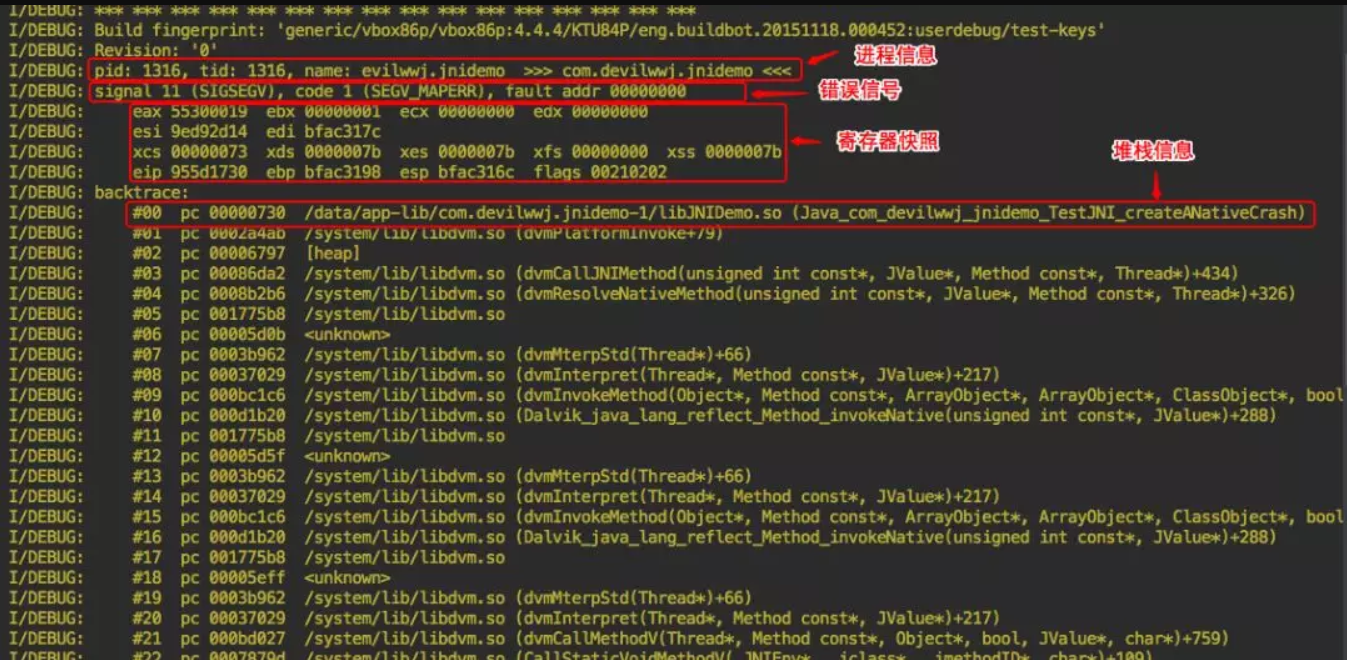 I/DEBUG: *** *** *** *** *** *** *** *** *** *** *** *** *** *** *** ***
I/DEBUG: Build fingerprint: 'generic/vbox86p/vbox86p:4.4.4/KTU84P/eng.buildbot.20151118.000452:userdebug/test-keys'
I/DEBUG: Revision: '0'
进程信息
I/DEBUG: pid: 1316, tid: 1316, name: evilwwj.jnidemo >>> com.devilwwj.jnidemo <<<
I/DEBUG: signal 11 (SIGSEGV), code 1 (SEGV_MAPERR), fault addr 00000000
错误信号
I/DEBUG: eax 55300019 ebx 00000001 ecx 00000000 edx 00000000
I/DEBUG: esi 9ed92d14 edi bfac317c
寄存器快照
I/DEBUG: xcs 00000073 xds 0000007b xes 0000007b xfs 00000000 xss 0000007b
堆栈信息
I/DEBUG: eip 955d1730 ebp bfac3198 esp bfac316c flags 00210202
I/DEBUG: backtrace:
I/DEBUG: #00 pc 00000730 /data/app-lib/com.devilwwj.jnidemo-1/libJNIDemo.so (Java_com_devilwwj_jnidemo_TestJNI_createANativeCrash)
I/DEBUG: #01 pc 0002a4ab /system/lib/libdvm.so (dvmPlatformInvoke+79)
I/DEBUG: #02 pc 00006797 [heap]
I/DEBUG: #03 pc 00086da2 /system/lib/libdvm.so (dvmCallJNIMethod(unsigned int const*, JValue*, Method const*, Thread*)+434)
I/DEBUG: #04 pc 0008b2b6 /system/lib/libdvm.so (dvmResolveNativeMethod(unsigned int const*, JValue*, Method const*, Thread*)+326)
I/DEBUG: #05 pc 001775b8 /system/lib/libdvm.so
I/DEBUG: #06 pc 00005d0b <unknown>
I/DEBUG: #07 pc 0003b962 /system/lib/libdvm.so (dvmMterpStd(Thread*)+66)
I/DEBUG: #08 pc 00037029 /system/lib/libdvm.so (dvmInterpret(Thread*, Method const*, JValue*)+217)
I/DEBUG: #09 pc 000bc1c6 /system/lib/libdvm.so (dvmInvokeMethod(Object*, Method const*, ArrayObject*, ArrayObject*, ClassObject*, bool
I/DEBUG: #10 pc 000d1b20 /system/lib/libdvm.so (Dalvik_java_lang_reflect_Method_invokeNative(unsigned int const*, JValue*)+288)
I/DEBUG: #11 pc 001775b8 /system/lib/libdvm.so
I/DEBUG: #12 pc 00005d5f <unknown>
I/DEBUG: #13 pc 0003b962 /system/lib/libdvm.so (dvmMterpStd(Thread*)+66)
I/DEBUG: #14 pc 00037029 /system/lib/libdvm.so (dvmInterpret(Thread*, Method const*, JValue*)+217)
I/DEBUG: #15 pc 000bc1c6 /system/lib/libdvm.so (dvmInvokeMethod(Object*, Method const*, ArrayObject*, ArrayObject*, ClassObject*, bool
I/DEBUG: #16 pc 000d1b20 /system/lib/libdvm.so (Dalvik_java_lang_reflect_Method_invokeNative(unsigned int const*, JValue*)+288)
I/DEBUG: #17 pc 001775b8 /system/lib/libdvm.so
I/DEBUG: #18 pc 00005eff <unknown>
I/DEBUG: #19 pc 0003b962 /system/lib/libdvm.so (dvmMterpStd(Thread*)+66)
I/DEBUG: #20 pc 00037029 /system/lib/libdvm.so (dvmInterpret(Thread*, Method const*, JValue*)+217)
I/DEBUG: #21 pc 000bd027 /system/lib/libdvm.so (dvmCallMethodV(Thread*, Method const*, Object*, bool, JValue*, char*)+759)
I/DEBUG: #22 pc 0007879d /system/lib/libdvm.so (CallStaticVoidMethodV(_JNIEnv*, _jclass*, _jmethodID*, char*)+109)